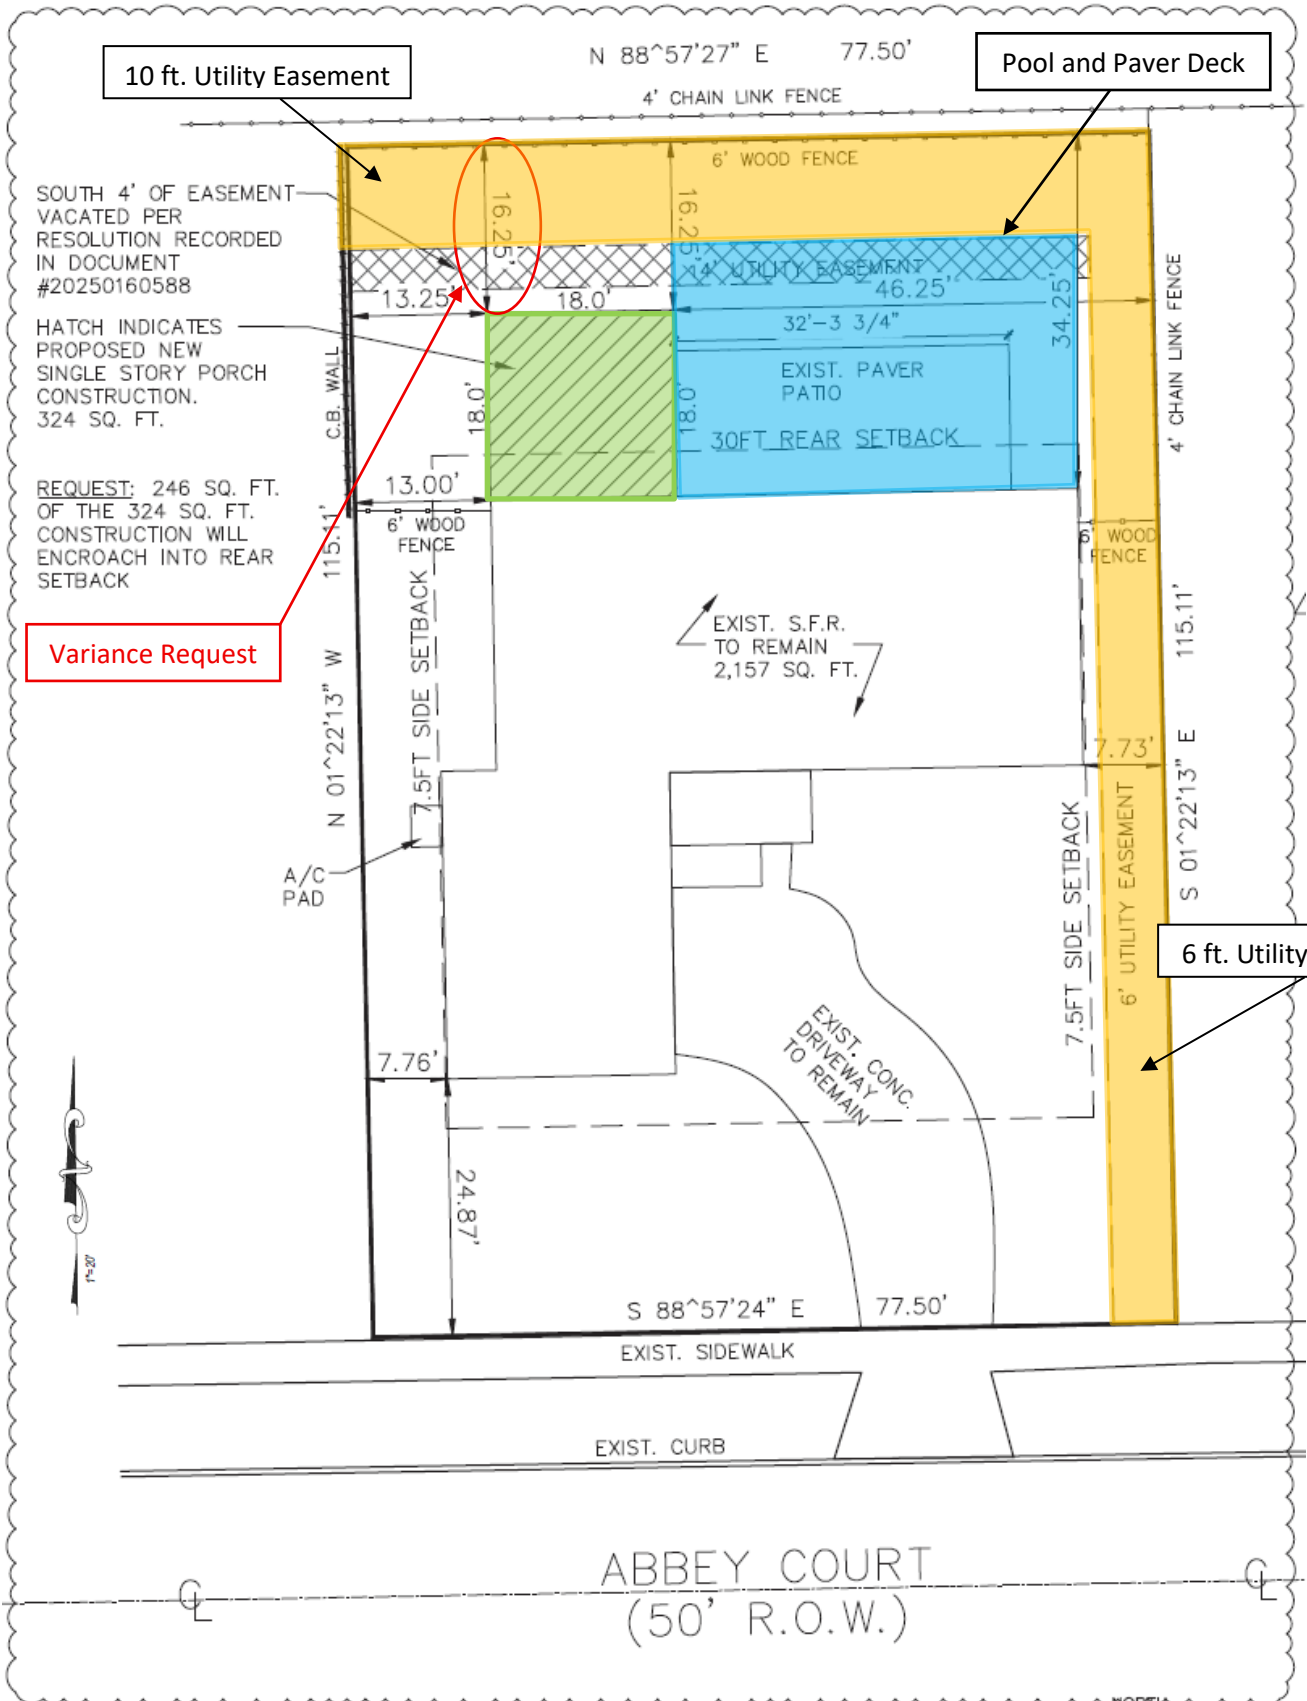 N 88^57'27" E 77.50'
10 ft. Utility Easement
Pool and Paver Deck
4' CHAIN LINK FENCE
6' WOOD FENCE
SOUTH 4' OF EASEMENT
VACATED PER
RESOLUTION RECORDED
IN DOCUMENT
#20250160588
16.25'
16.25'
14' UTILITY EASEMENT
13.25'
18.0'
46.25'
34.25'
32'-3 3/4"
4' CHAIN LINK FENCE
HATCH INDICATES
PROPOSED NEW
SINGLE STORY PORCH
CONSTRUCTION.
324 SQ. FT.
C.B. WALL
18.0'
18.0'
EXIST. PAVER
PATIO
30FT REAR SETBACK
REQUEST: 246 SQ. FT.
OF THE 324 SQ. FT.
CONSTRUCTION WILL
ENCROACH INTO REAR
SETBACK
13.00'
6' WOOD
FENCE
6' WOOD
FENCE
115.11'
N 01^22'13" W
Variance Request
7.5FT SIDE SETBACK
EXIST. S.F.R.
TO REMAIN
2,157 SQ. FT.
115.11'
S 01^22'13" E
7.73'
A/C
PAD
7.5FT SIDE SETBACK
6' UTILITY EASEMENT
6 ft. Utility
EXIST. CONC.
DRIVEWAY
TO REMAIN
7.76'
24.87'
1"=20'
S 88^57'24" E 77.50'
EXIST. SIDEWALK
EXIST. CURB
ABBEY COURT
(50' R.O.W.)
CL
CL